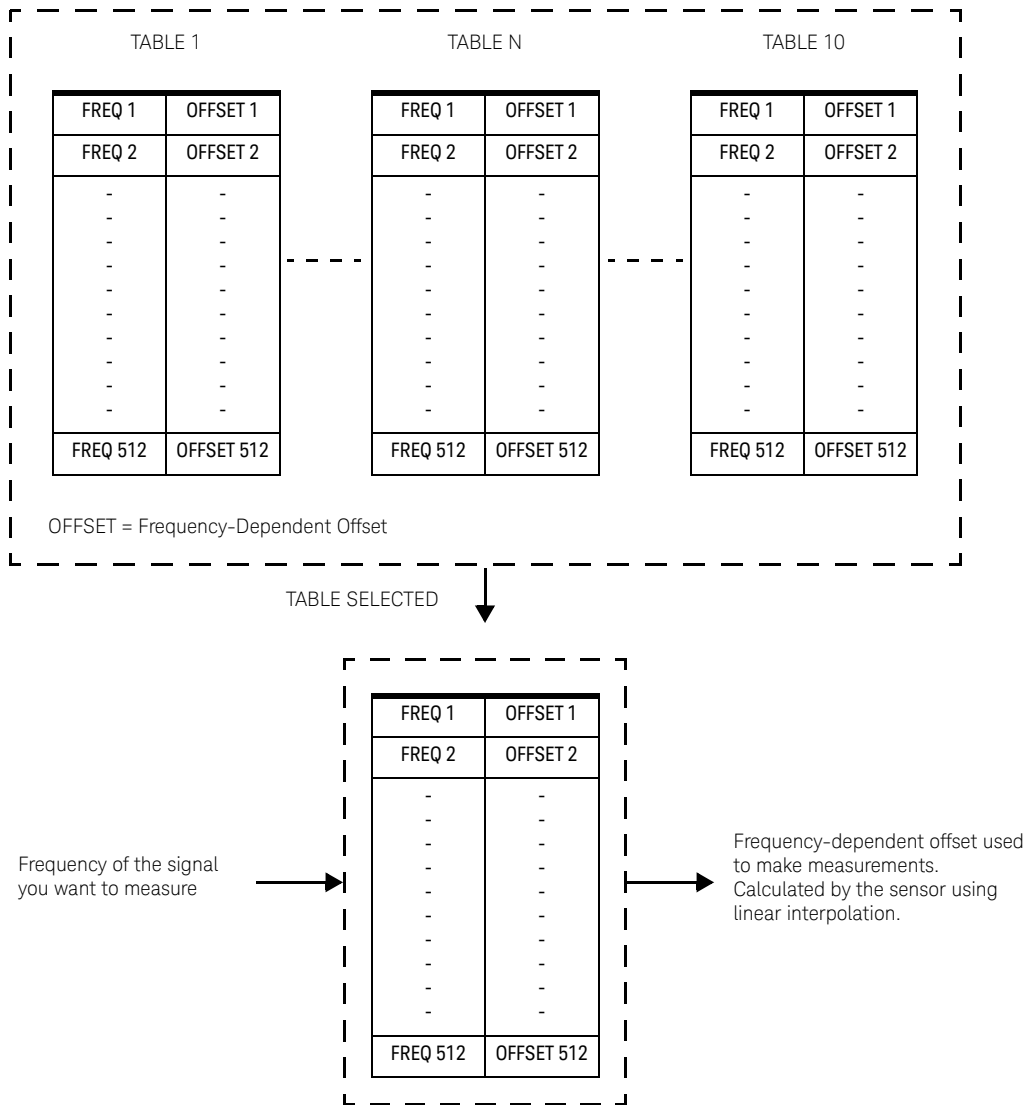 TABLE 1 TABLE N TABLE 10
FREQ 1 OFFSET 1 FREQ 1 OFFSET 1 FREQ 1 OFFSET 1
FREQ 2 OFFSET 2 FREQ 2 OFFSET 2 FREQ 2 OFFSET 2
- - - - - -
- - - - - -
- - - - - -
- - - - - -
- - - - - -
- - - - - -
- - - - - -
- - - - - -
- - - - - -
- - - - - -
FREQ 512 OFFSET 512 FREQ 512 OFFSET 512 FREQ 512 OFFSET 512
OFFSET = Frequency-Dependent Offset
TABLE SELECTED
FREQ 1 OFFSET 1
FREQ 2 OFFSET 2
- -
- -
- -
- -
- -
- -
- -
- -
- -
- -
FREQ 512 OFFSET 512
Frequency of the signal
you want to measure
Frequency-dependent offset used
to make measurements.
Calculated by the sensor using
linear interpolation.